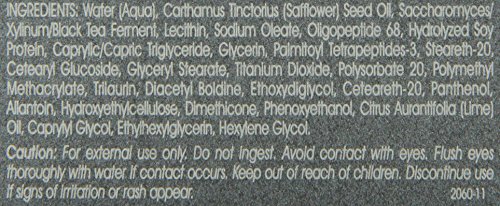 INGREDIENTS: Water (Aqua), Carthamus Tinctorius (Safflower) Seed Oil, Saccharomyces/
Xylinum/Black Tea Ferment, Lecithin, Sodium Oleate, Oligopeptide 68, Hydrolyzed Soy
Protein, Caprylic/Capric Triglyceride, Glycerin, Palmitoyl Tetrapeptides-3, Steareth-20
Cetearyl Glucoside, Glyceryl Stearate, Titanium Dioxide, Polysorbate 20, Polymethyl
Methacrylate, Trilaurin, Diacetyl Boldine, Ethoxydiglycol, Ceteareth-20, Panthenol,
Allantoin, Hydroxyethylcellulose, Dimethicone, Phenoxyethanol, Citrus Aurantifolia (Lime)
Oil, Caprylyl Glycol, Ethylhexylglycerin, Hexylene Glycol.
Caution: For external use only. Do not ingest. Avoid contact with eyes. Flush eyes
thoroughly with water if contact occurs. Keep out of reach of children. Discontinue use
if signs of irritation or rash appear. 2060-11